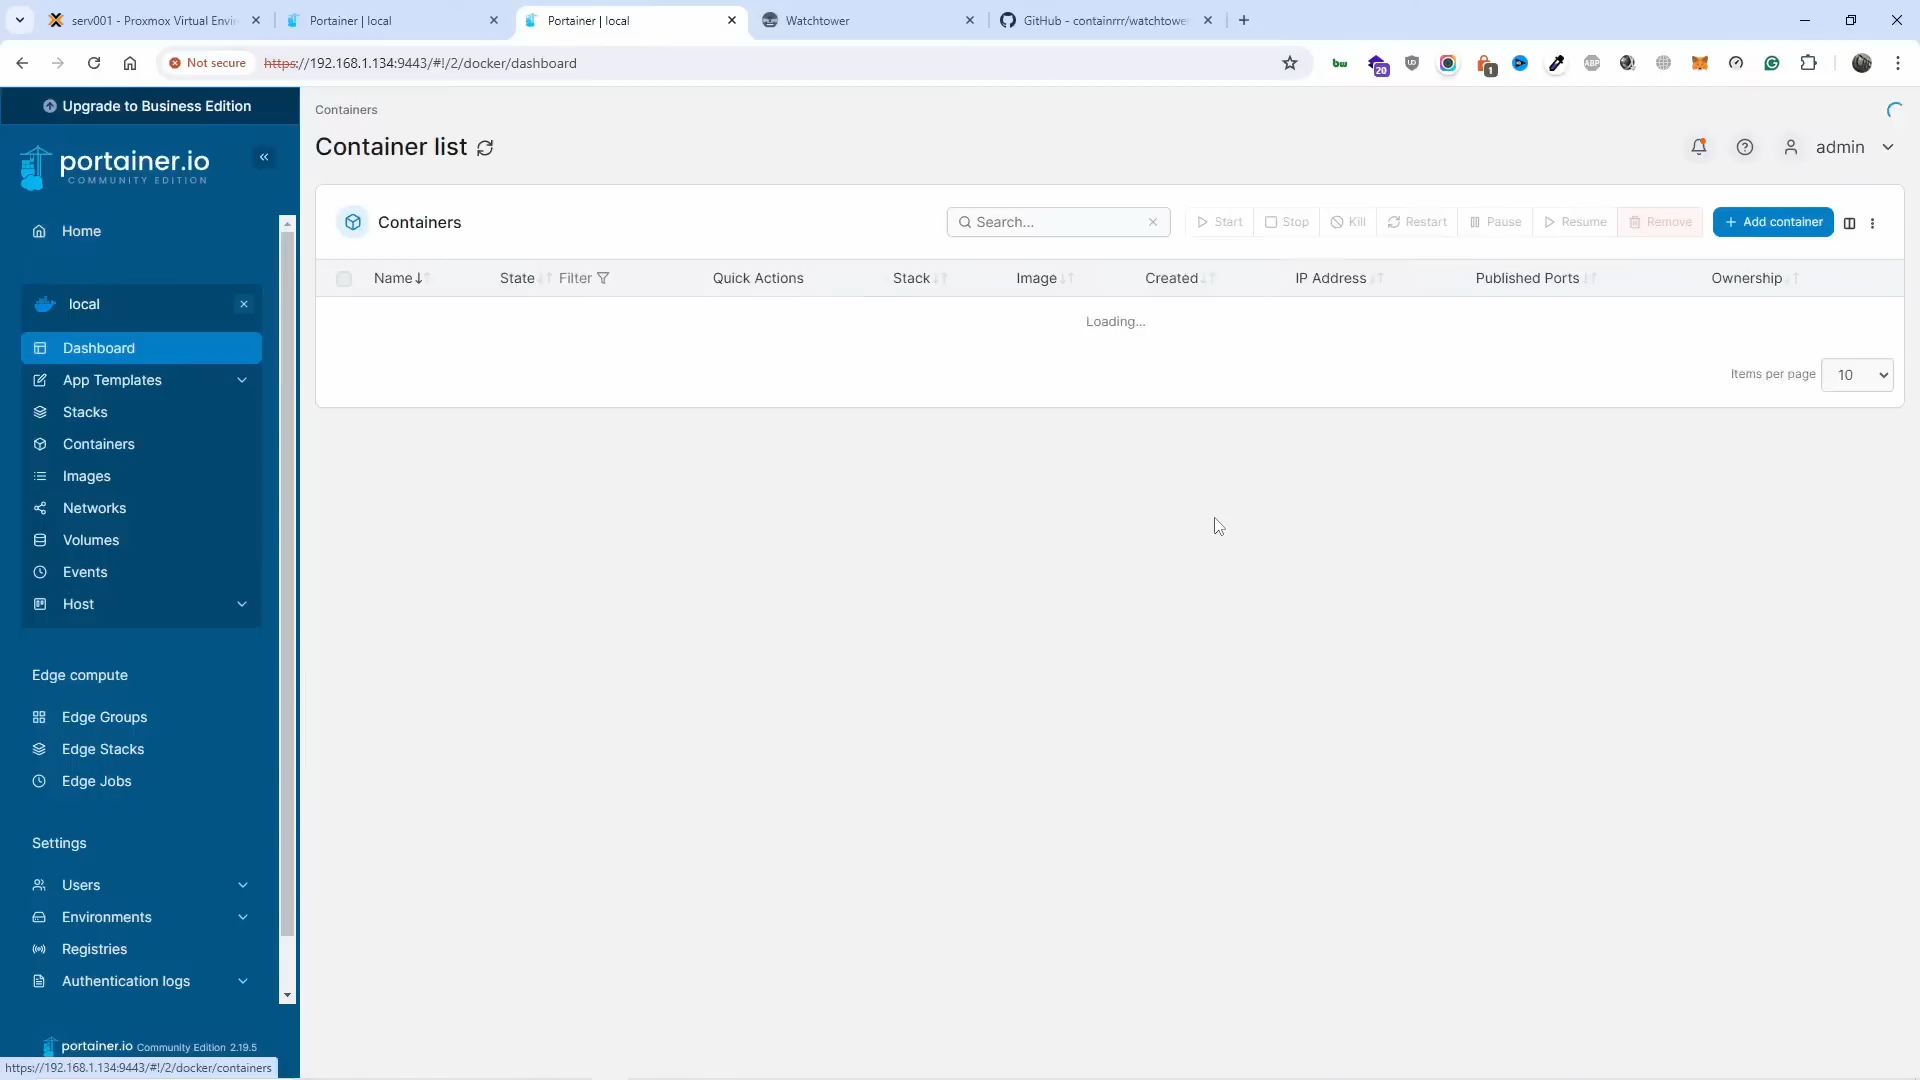 serv001 - Proxmox Virtual Envir
Portainer | local
Portainer | local
Watchtower
GitHub - containrrr/watchtower
Not secure
https://192.168.1.134:9443/#!/2/docker/dashboard
20
1
Upgrade to Business Edition
portainer.io
COMMUNITY EDITION
Home
local
Dashboard
App Templates
Stacks
Containers
Images
Networks
Volumes
Events
Host
Edge compute
Edge Groups
Edge Stacks
Edge Jobs
Settings
Users
Environments
Registries
Authentication logs
portainer.io Community Edition 2.19.5
https://192.168.1.134:9443/#!/2/docker/containers
Containers
Container list
admin
Containers
Search...
Start
Stop
Kill
Restart
Pause
Resume
Remove
+ Add container
Name State Filter Quick Actions Stack Image Created IP Address Published Ports Ownership
Loading...
Items per page 10